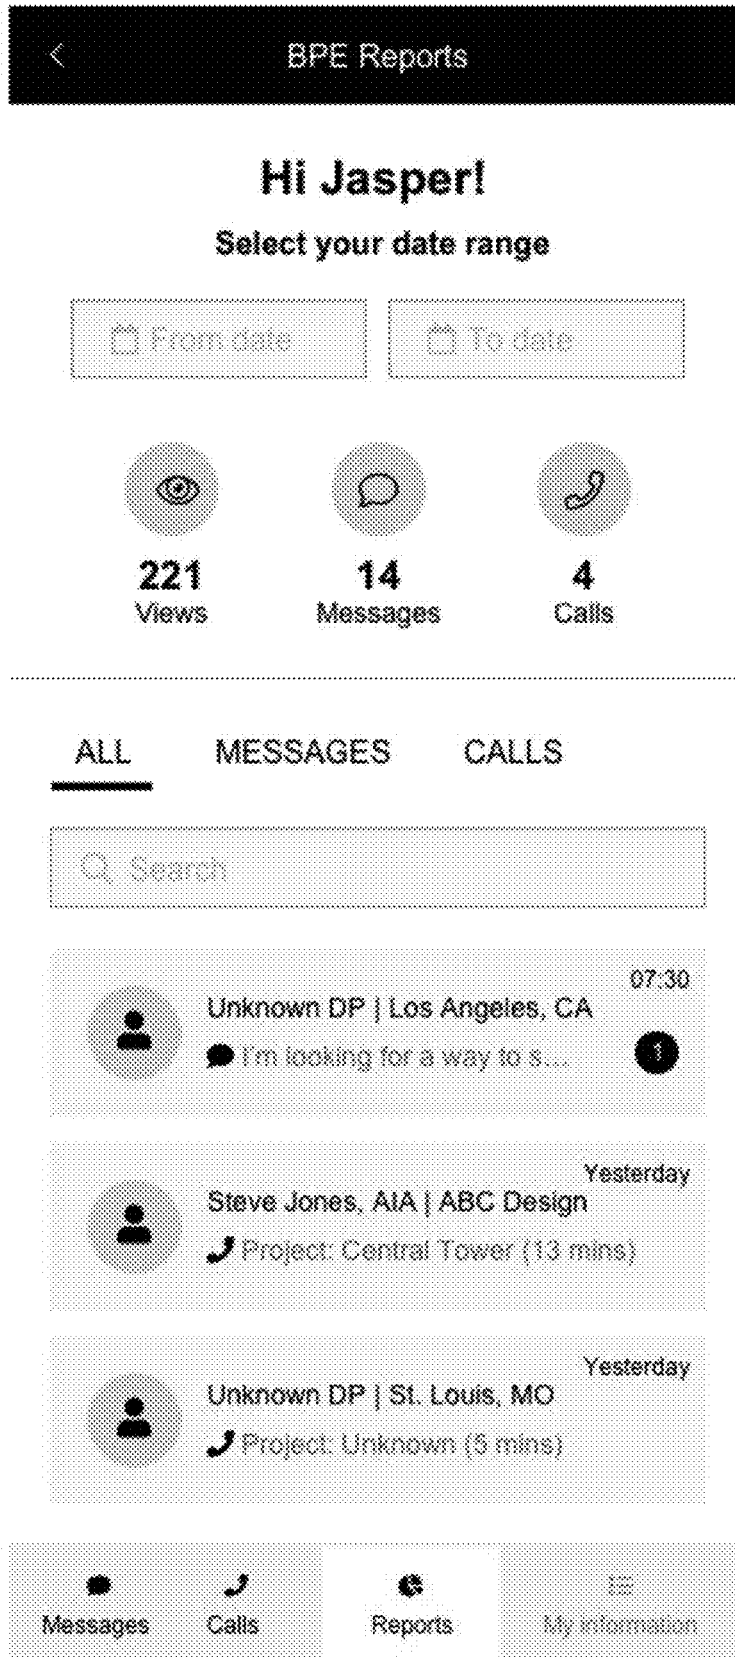 BPE Reports
Hi Jasper!
Select your date range
From date To date
221 14 4
Views Messages Calls
ALL MESSAGES CALLS
Search
07:30
Unknown DP | Los Angeles, CA
I'm looking for a way to s... 1
Yesterday
Steve Jones, AIA | ABC Design
Project: Central Tower (13 mins)
Yesterday
Unknown DP | St. Louis, MO
Project: Unknown (5 mins)
Messages Calls Reports My information